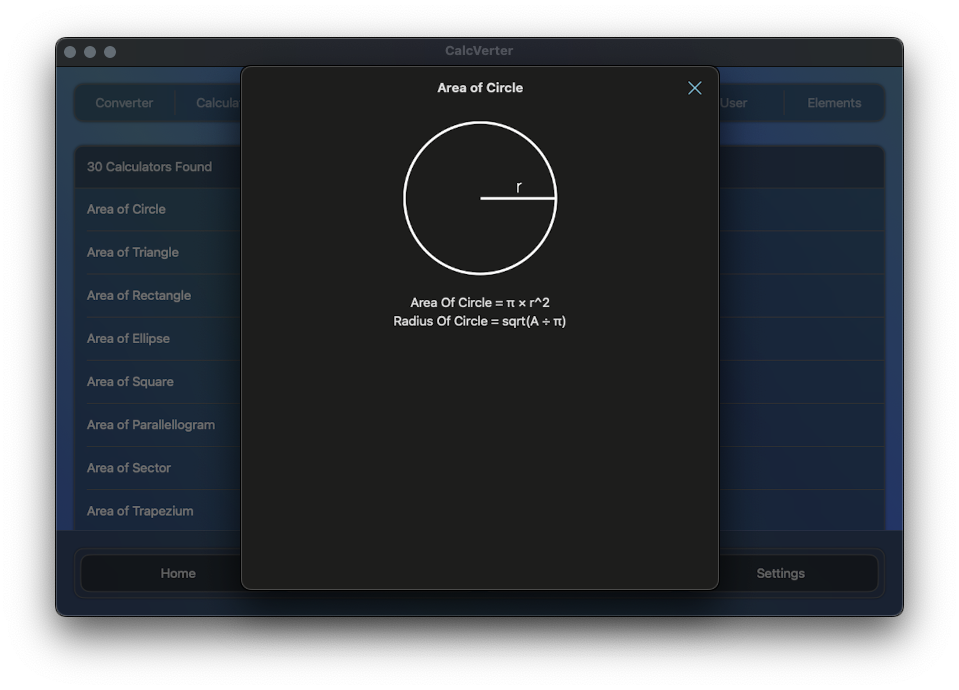 CalcVerter
Area of Circle
Converter
User
Elements
30 Calculators Found
Area of Circle
Area of Triangle
Area of Rectangle
Area of Ellipse
Area of Square
Area of Parallellogram
Area of Sector
Area of Trapezium
r
Area Of Circle = π × r^2
Radius Of Circle = sqrt(A ÷ π)
Home
Settings